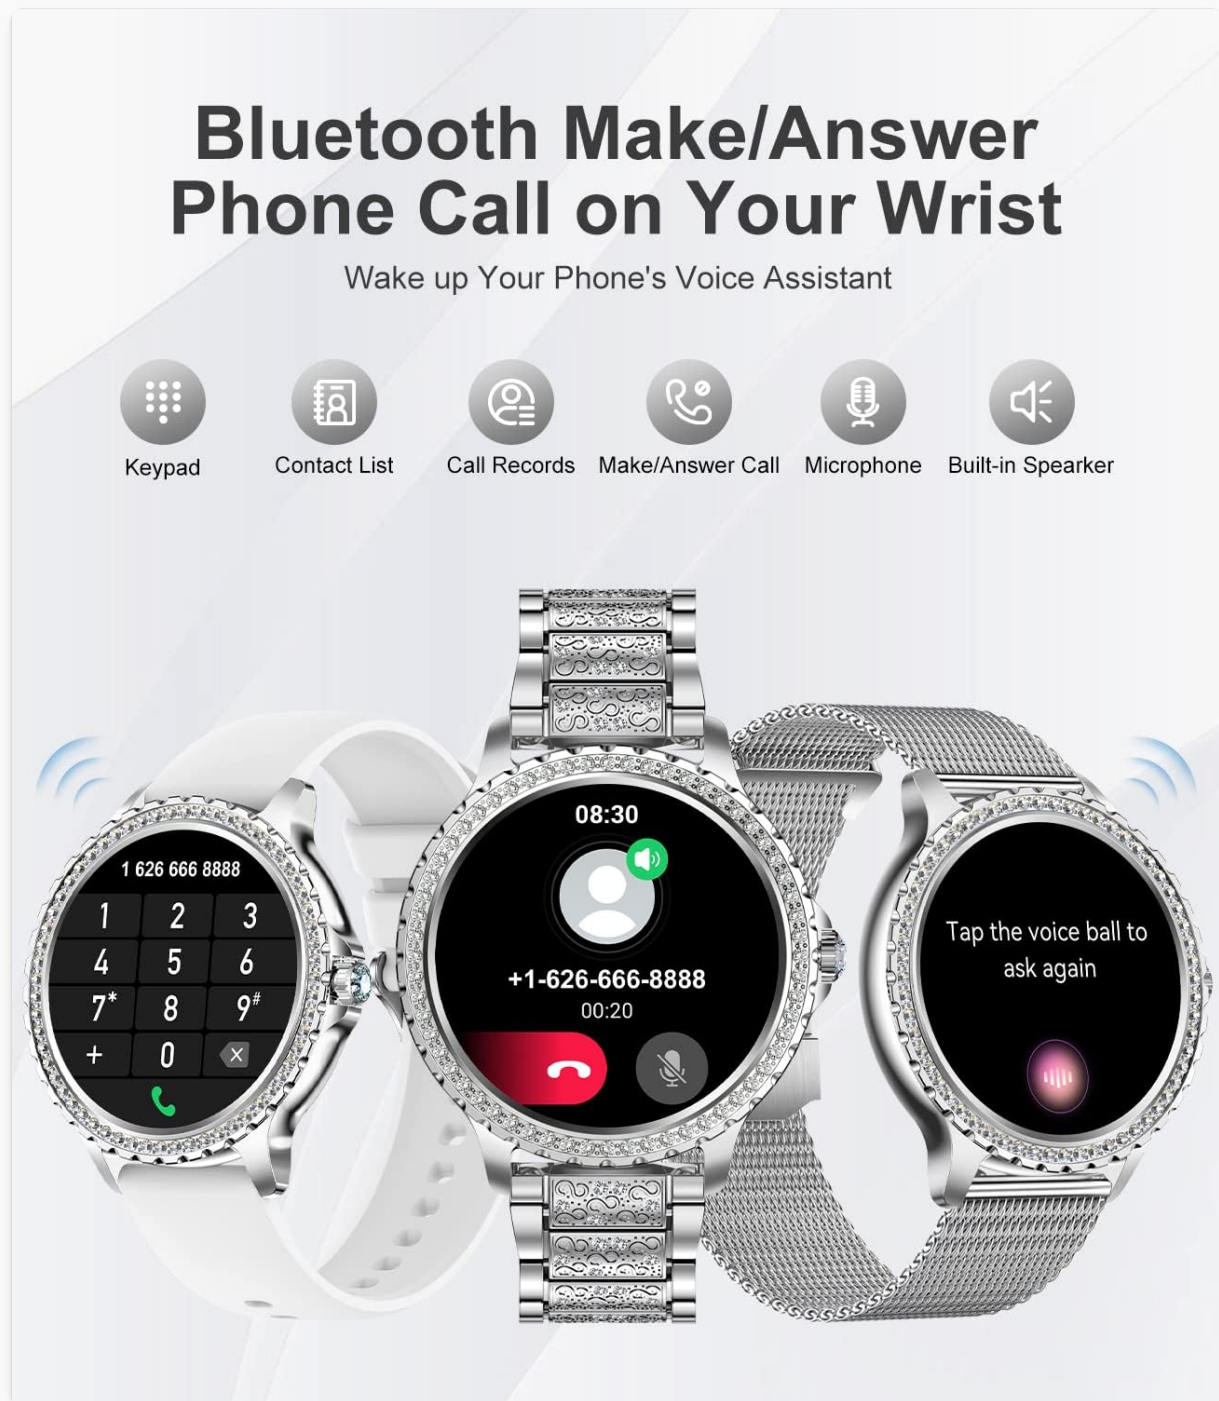 Bluetooth Make/Answer
Phone Call on Your Wrist
Wake up Your Phone's Voice Assistant
Keypad
Contact List
Call Records
Make/Answer Call
Microphone
Built-in Spearker
1 626 666 8888
1 2 3
4 5 6
7* 8 9#
+ 0
08:30
+1-626-666-8888
00:20
Tap the voice ball to
ask again